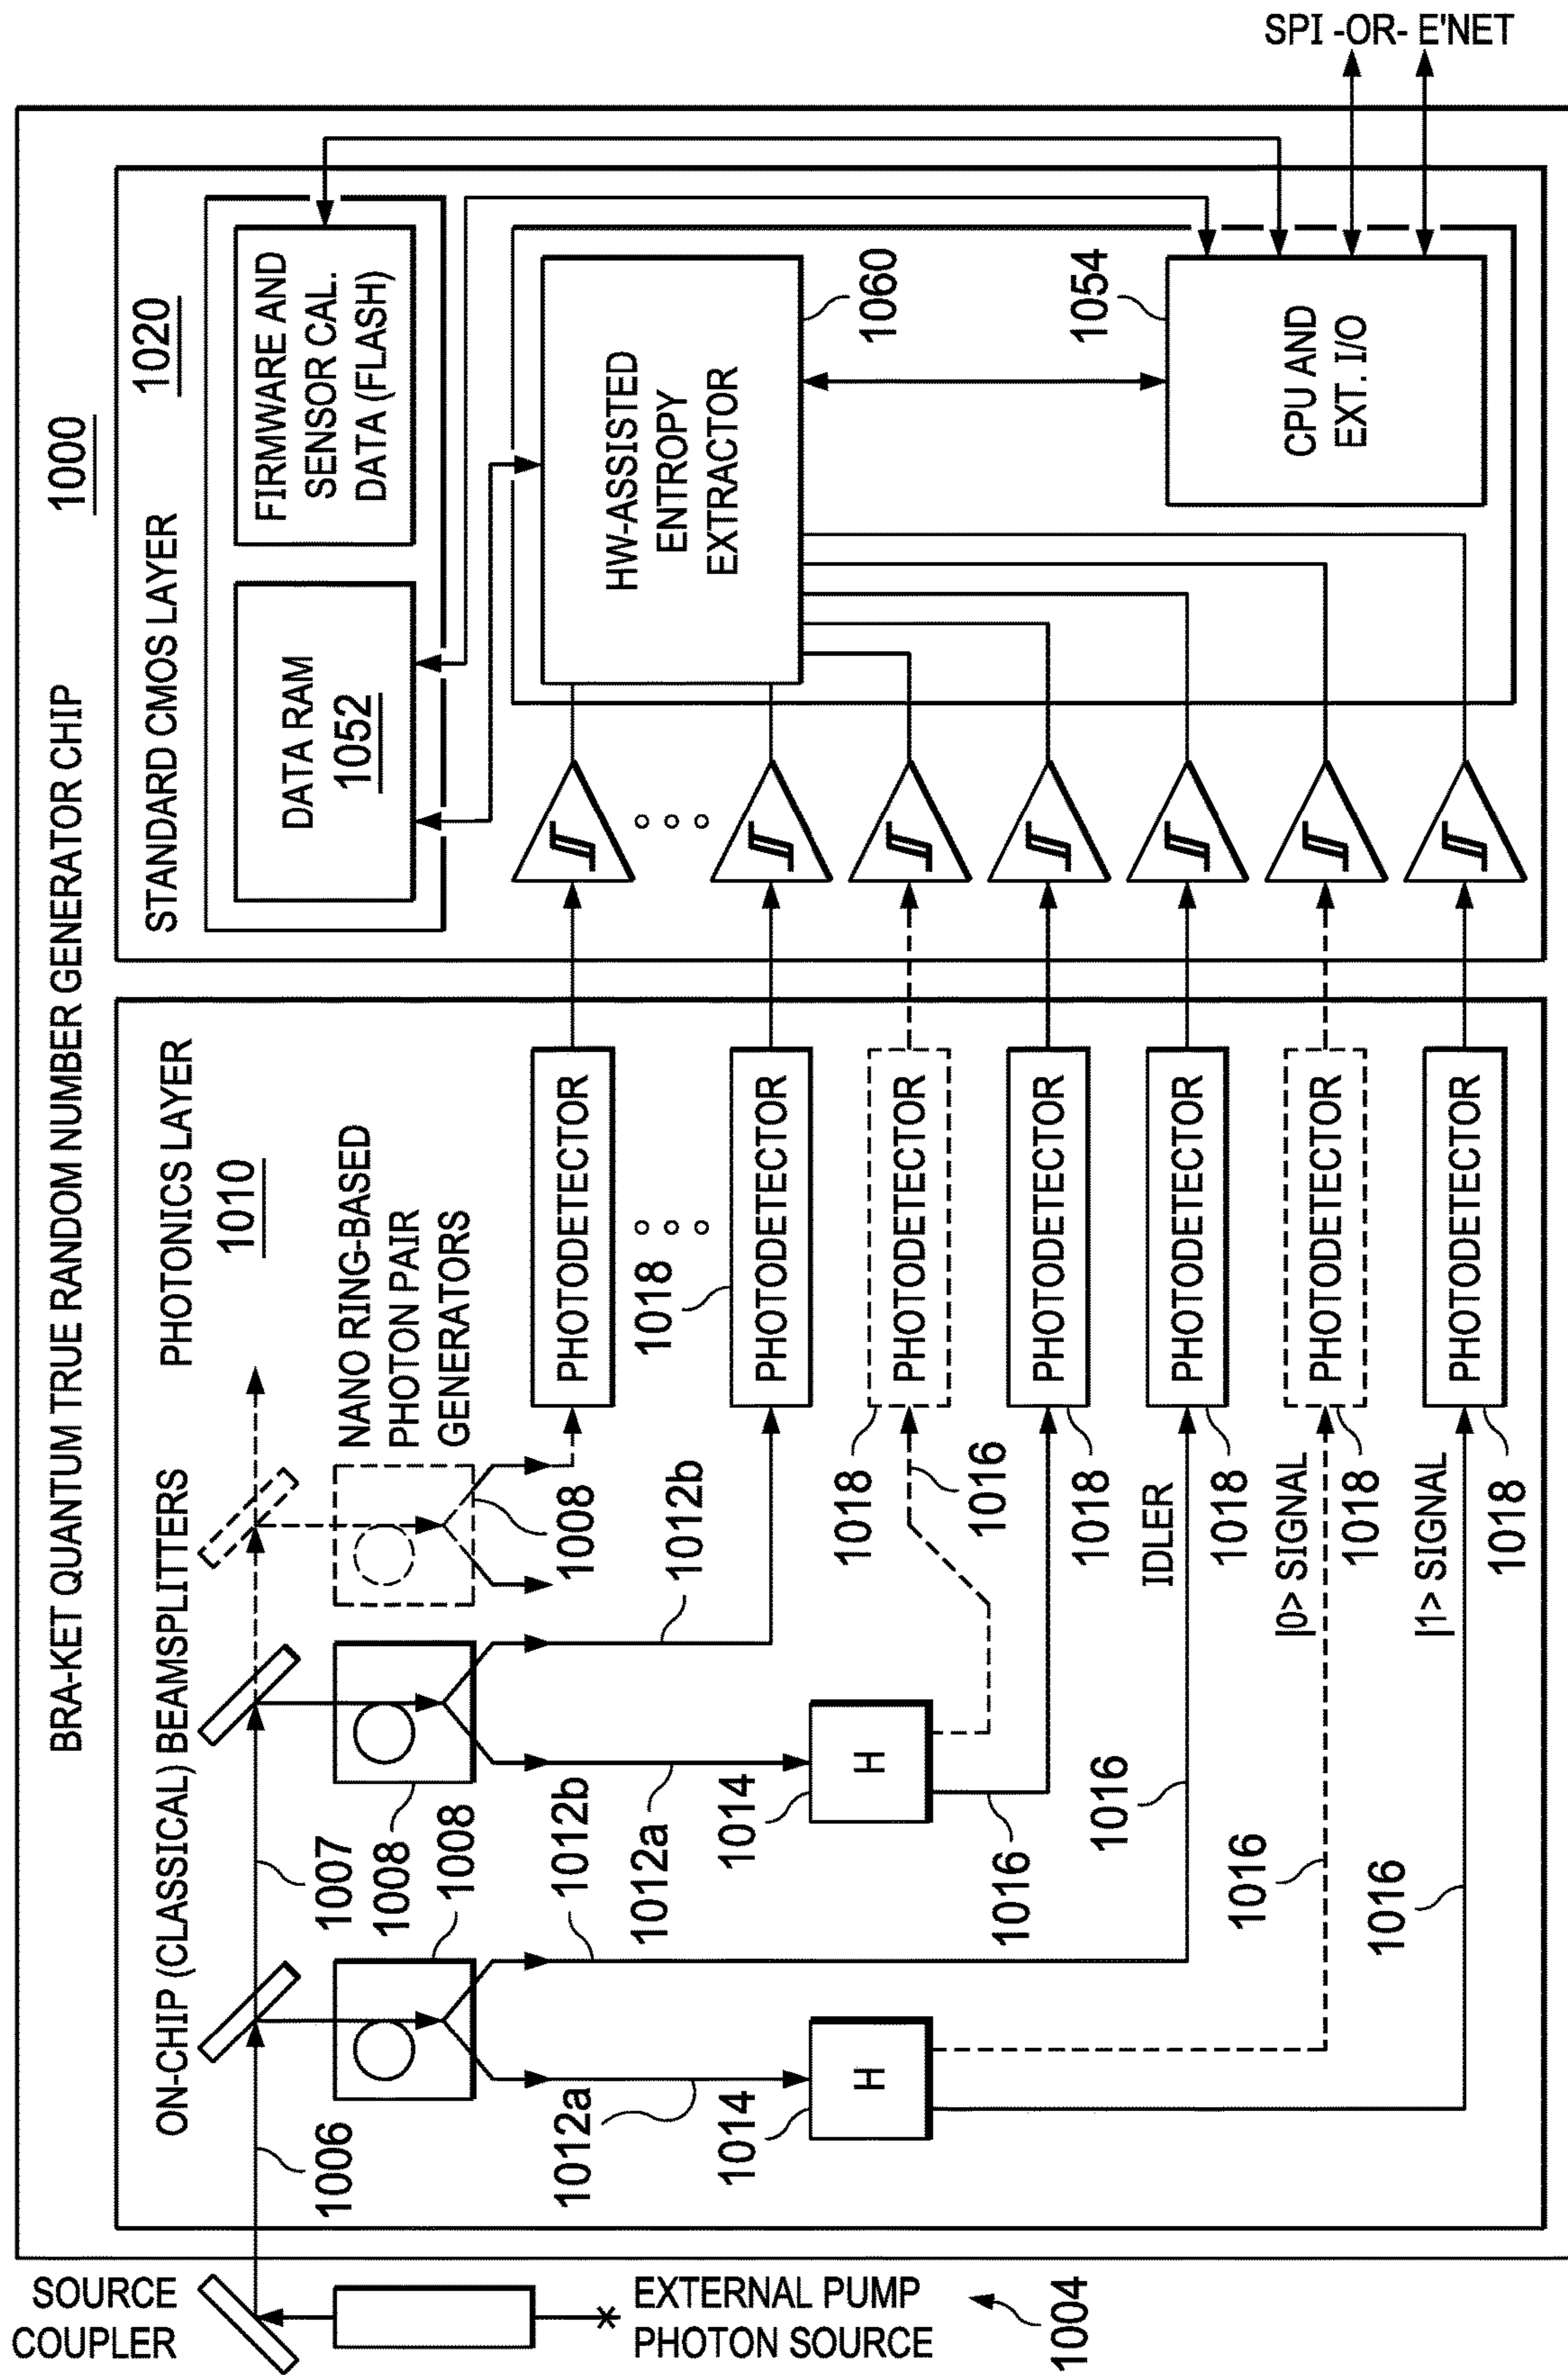 BRA-KET QUANTUM TRUE RANDOM NUMBER GENERATOR CHIP
1000
SOURCE
COUPLER
EXTERNAL PUMP
PHOTON SOURCE
1004
ON-CHIP (CLASSICAL) BEAMSPLITTERS
PHOTONICS LAYER
1010
1006
1007
NANO RING-BASED
PHOTON PAIR
GENERATORS
1008
1008
1008
1012a
1012b
1012a
1012b
1014
H
1014
H
1016
1016
1016
1016
1016
PHOTODETECTOR
1018
PHOTODETECTOR
PHOTODETECTOR
1018
PHOTODETECTOR
1018
IDLER
PHOTODETECTOR
1018
|0> SIGNAL
PHOTODETECTOR
1018
|1> SIGNAL
PHOTODETECTOR
1018
STANDARD CMOS LAYER
1020
DATA RAM
1052
FIRMWARE AND
SENSOR CAL.
DATA (FLASH)
HW-ASSISTED
ENTROPY
EXTRACTOR
1060
1054
CPU AND
EXT. I/O
SPI -OR- E'NET